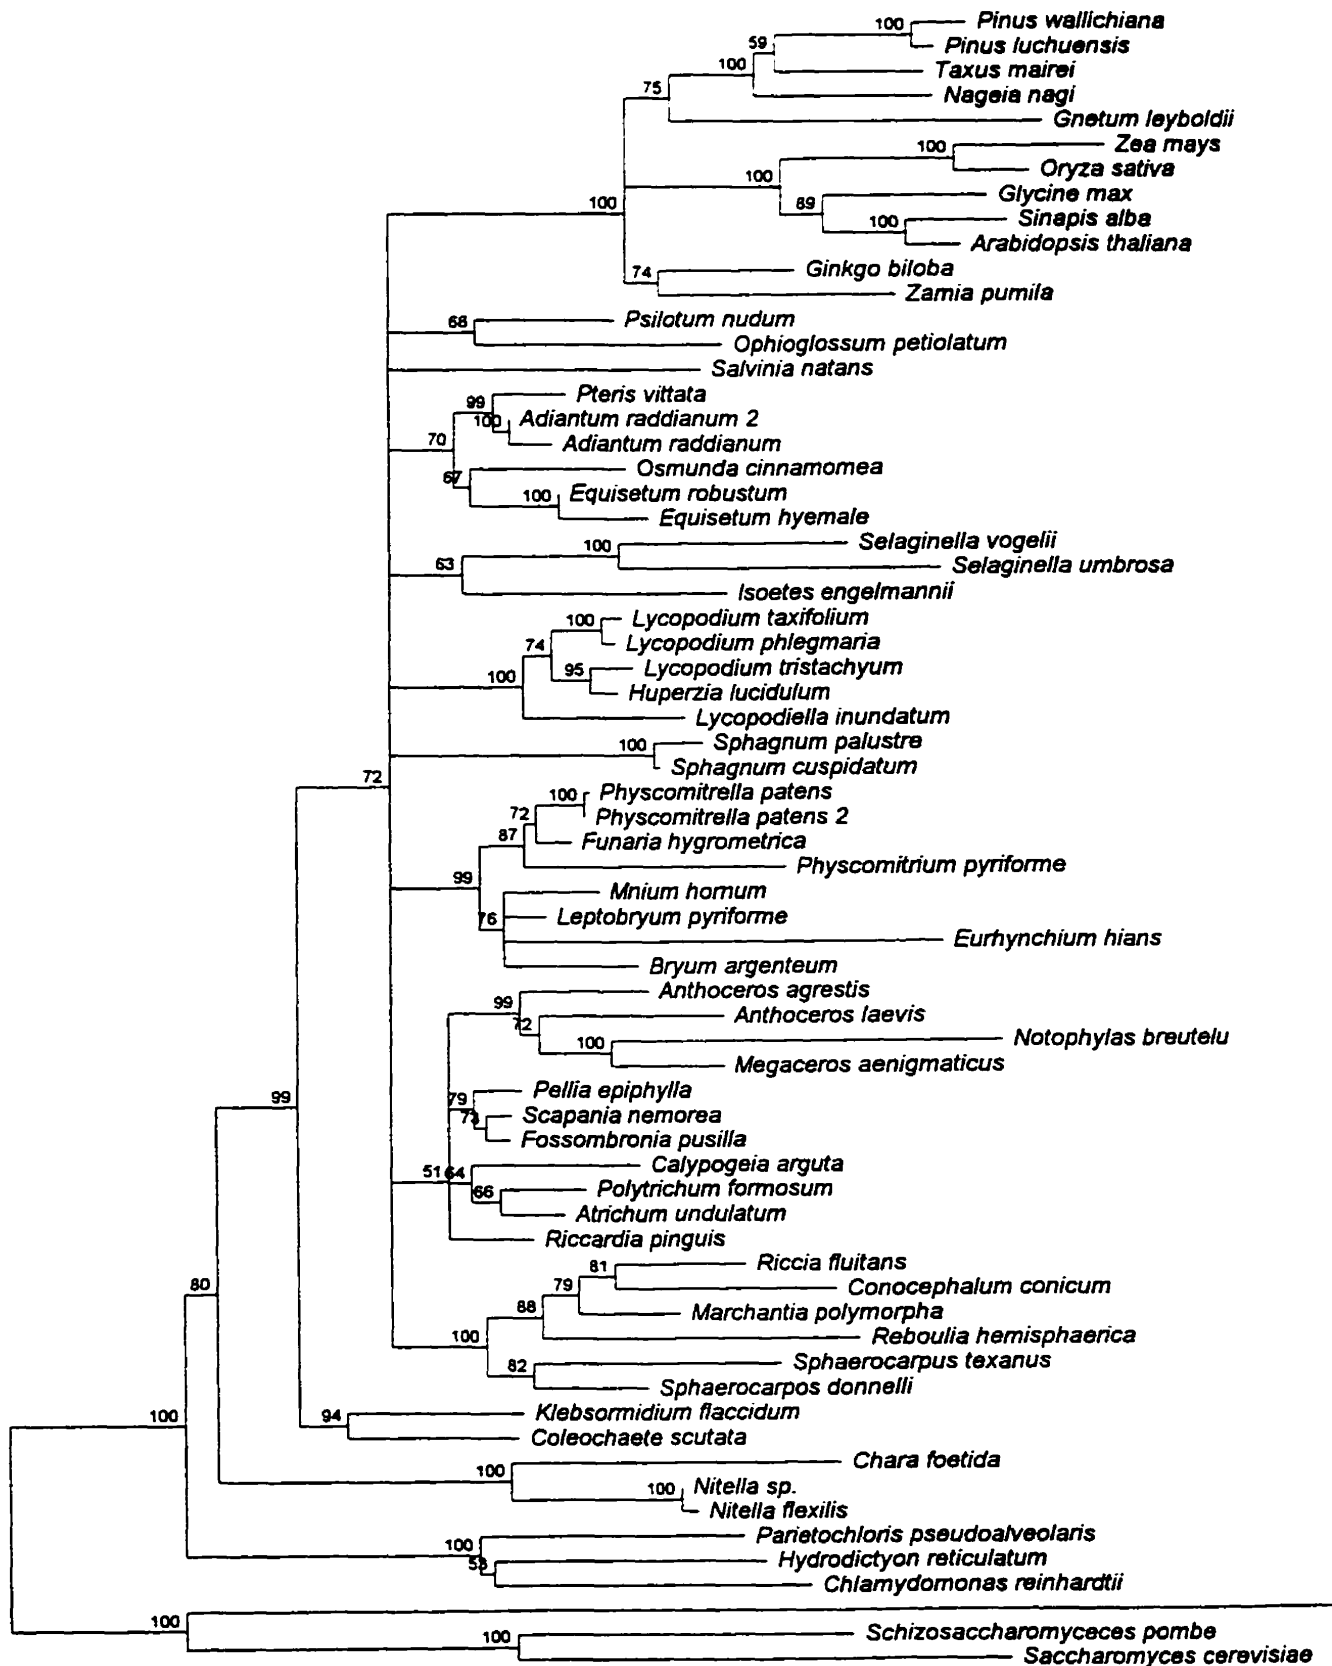 100 Pinus wallichiana
59 Pinus luchuensis
100 Taxus mairei
75 Nageia nagi
Gnetum leyboldii
100 Zea mays
100 Oryza sativa
100 89 Glycine max
100 Sinapis alba
Arabidopsis thaliana
74 Ginkgo biloba
Zamia pumila
68 Psilotum nudum
Ophioglossum petiolatum
Salvinia natans
99 Pteris vittata
100 Adiantum raddianum 2
70 Adiantum raddianum
67 Osmunda cinnamomea
100 Equisetum robustum
Equisetum hyemale
100 Selaginella vogelii
63 Selaginella umbrosa
Isoetes engelmannii
100 Lycopodium taxifolium
74 Lycopodium phlegmaria
95 Lycopodium tristachyum
100 Huperzia lucidulum
Lycopodiella inundatum
100 Sphagnum palustre
Sphagnum cuspidatum
72
100 Physcomitrella patens
72 Physcomitrella patens 2
87 Funaria hygrometrica
Physcomitrium pyriforme
99 Mnium hornum
76 Leptobryum pyriforme
Eurhynchium hians
Bryum argenteum
99 Anthoceros agrestis
72 Anthoceros laevis
100 Notophylas breutelu
Megaceros aenigmaticus
99 79 Pellia epiphylla
73 Scapania nemorea
Fossombronia pusilla
51 64 Calypogeia arguta
66 Polytrichum formosum
Atrichum undulatum
Riccardia pinguis
81 Riccia fluitans
80 79 Conocephalum conicum
88 Marchantia polymorpha
100 Reboulia hemisphaerica
82 Sphaerocarpus texanus
Sphaerocarpos donnelli
100 94 Klebsormidium flaccidum
Coleochaete scutata
100 Chara foetida
100 Nitella sp.
Nitella flexilis
100 Parietochloris pseudoalveolaris
53 Hydrodictyon reticulatum
Chlamydomonas reinhardtii
100
100 Schizosaccharomyceces pombe
Saccharomyces cerevisiae